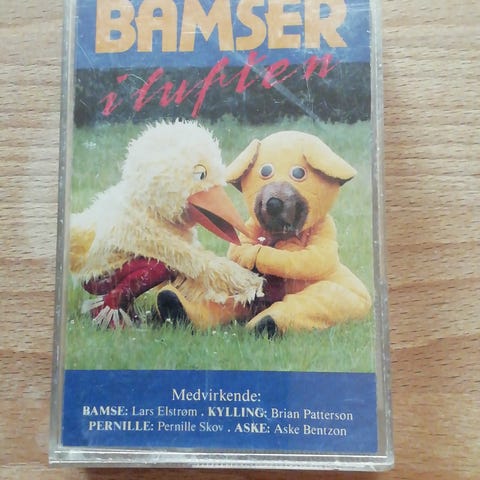 BAMSER
i luften
Medvirkende:
BAMSE: Lars Elstrøm . KYLLING: Brian Patterson
PERNILLE: Pernille Skov . ASKE: Aske Bentzon